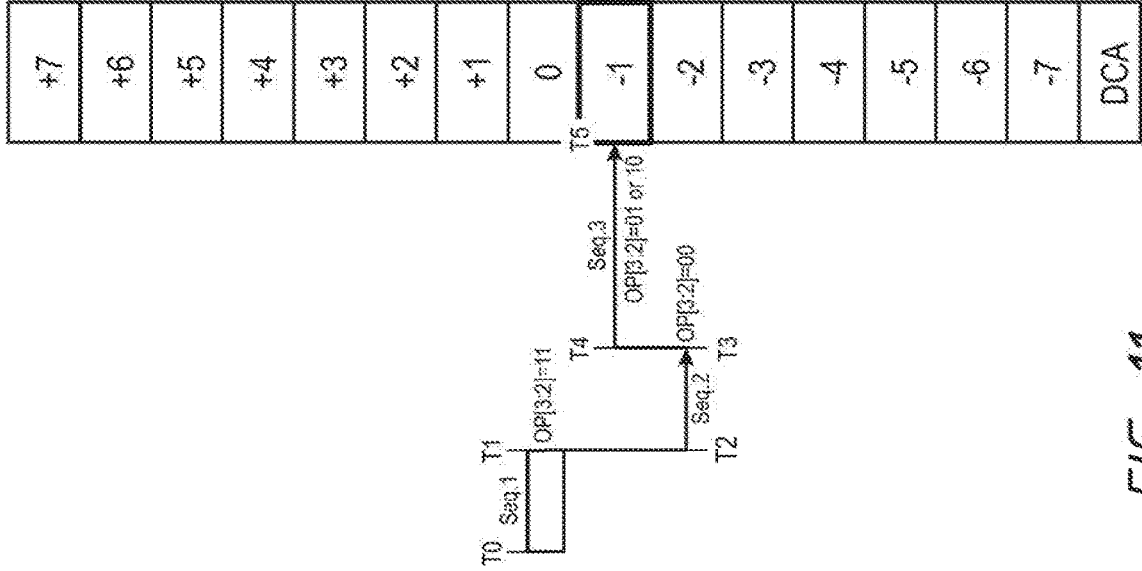 +7
+6
+5
+4
+3
+2
+1
0
-1
-2
-3
-4
-5
-6
-7
DCA
T0
Seq.1
T1
OP[3:2]=11
T2
Seq.2
T3
OP[3:2]=00
T4
Seq.3
OP[3:2]=01 or 10
T5